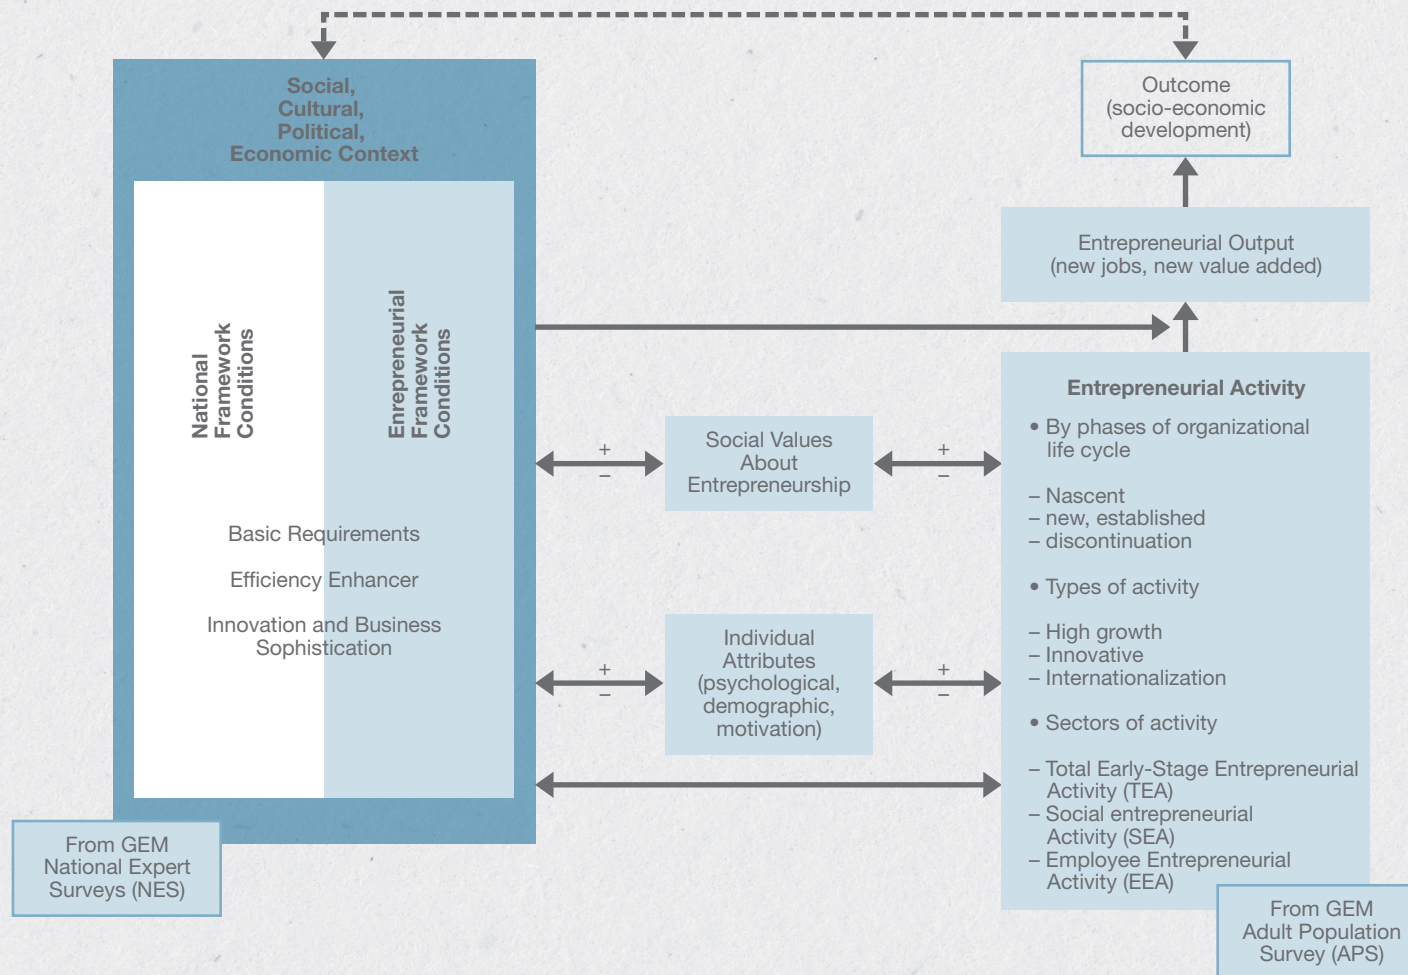 Social,
Cultural,
Political,
Economic Context
National
Framework
Conditions
Enrepreneurial
Framework
Conditions
Basic Requirements
Efficiency Enhancer
Innovation and Business
Sophistication
From GEM
National Expert
Surveys (NES)
+
–
Social Values
About
Entrepreneurship
+
–
+
–
Individual
Attributes
(psychological,
demographic,
motivation)
+
–
Outcome
(socio-economic
development)
Entrepreneurial Output
(new jobs, new value added)
Entrepreneurial Activity
• By phases of organizational
life cycle
– Nascent
– new, established
– discontinuation
• Types of activity
– High growth
– Innovative
– Internationalization
• Sectors of activity
– Total Early-Stage Entrepreneurial
Activity (TEA)
– Social entrepreneurial
Activity (SEA)
– Employee Entrepreneurial
Activity (EEA)
From GEM
Adult Population
Survey (APS)